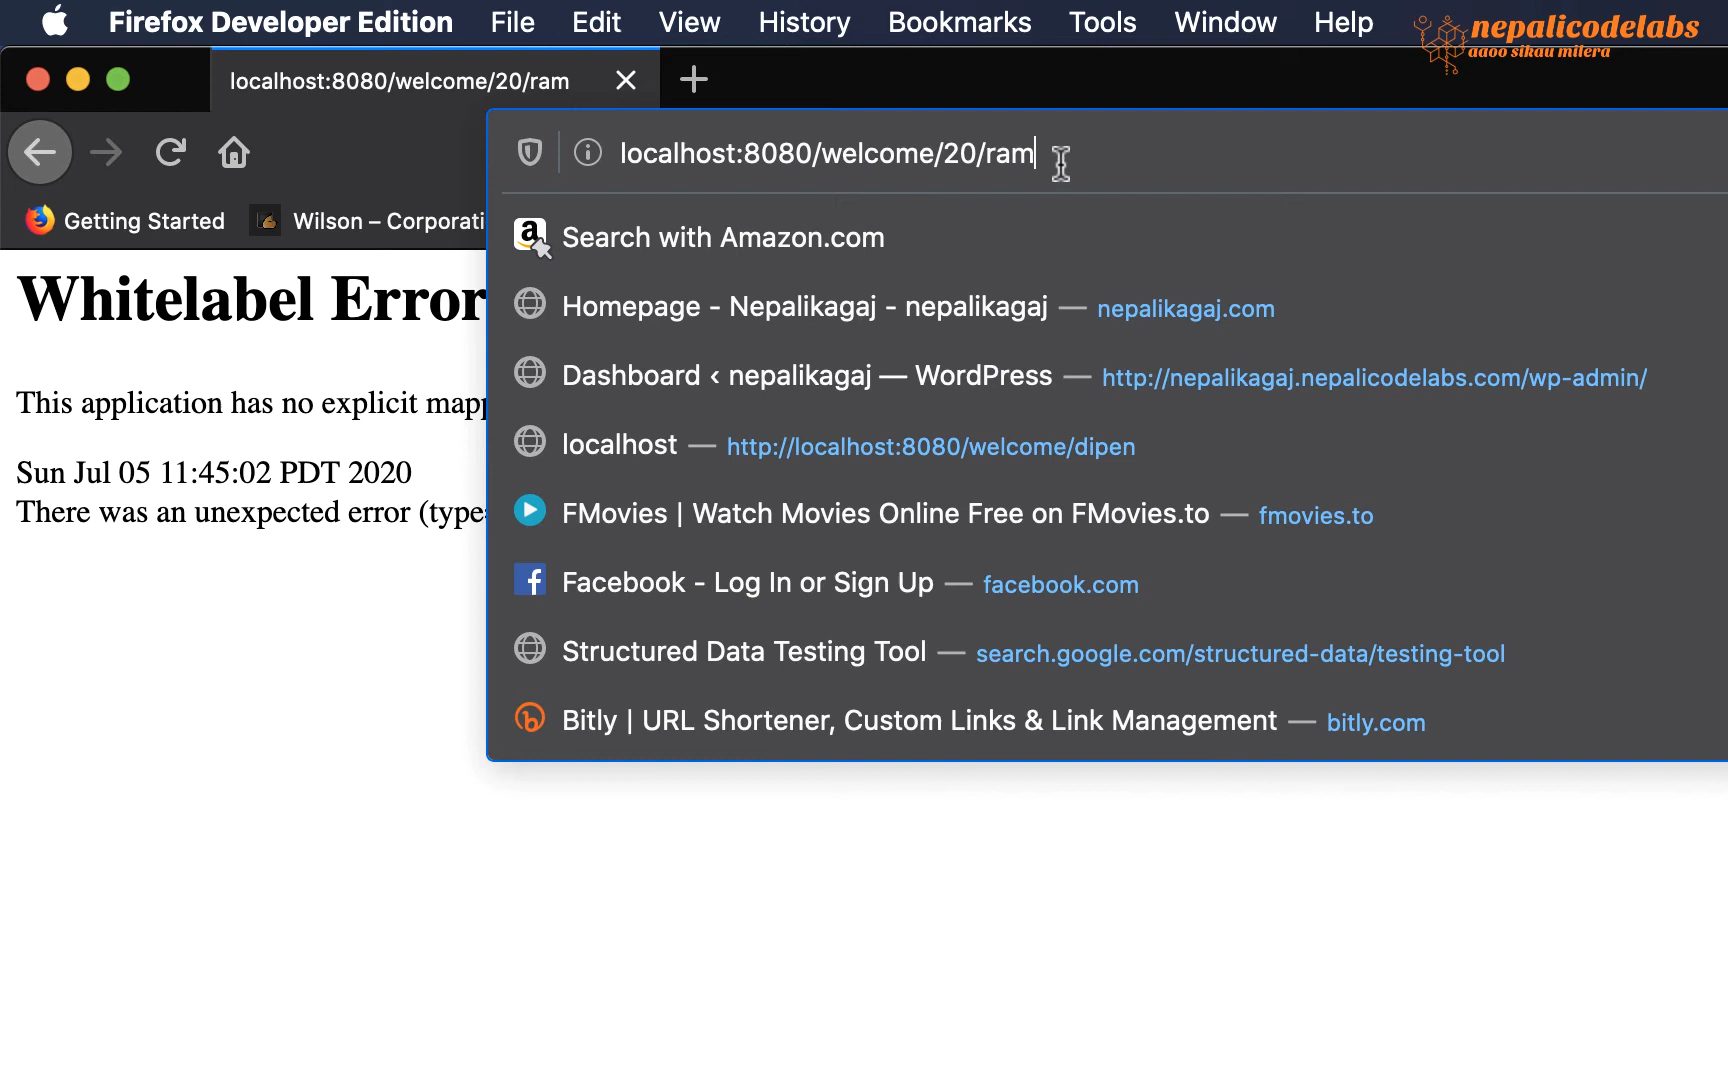 Firefox Developer Edition File Edit View History Bookmarks Tools Window Help
nepalicodelabs
aaoo sikau milera
localhost:8080/welcome/20/ram
localhost:8080/welcome/20/ram
Getting Started Wilson – Corporati
Search with Amazon.com
Homepage - Nepalikagaj - nepalikagaj — nepalikagaj.com
Dashboard ‹ nepalikagaj — WordPress — http://nepalikagaj.nepalicodelabs.com/wp-admin/
localhost — http://localhost:8080/welcome/dipen
FMovies | Watch Movies Online Free on FMovies.to — fmovies.to
Facebook - Log In or Sign Up — facebook.com
Structured Data Testing Tool — search.google.com/structured-data/testing-tool
Bitly | URL Shortener, Custom Links & Link Management — bitly.com
Whitelabel Error
This application has no explicit mapp
Sun Jul 05 11:45:02 PDT 2020
There was an unexpected error (type=